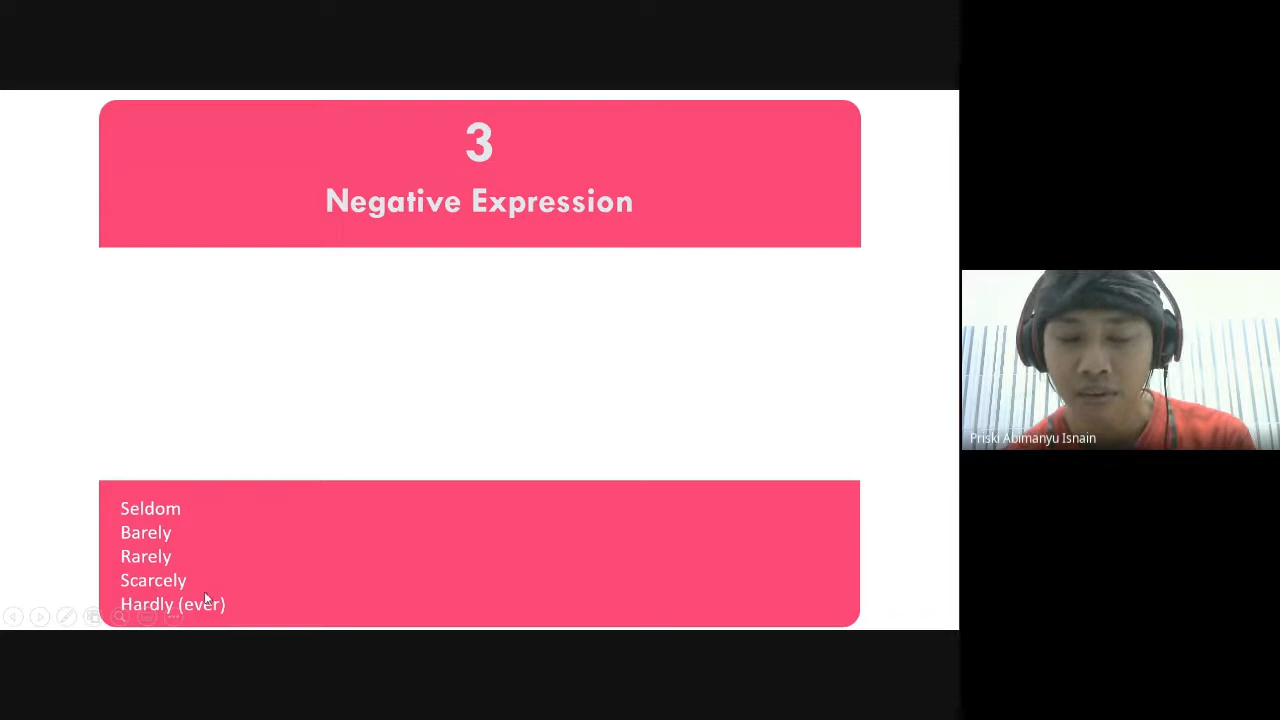 3
Negative Expression
Seldom
Barely
Rarely
Scarcely
Hardly (ever)
Priski Abimanyu Isnain